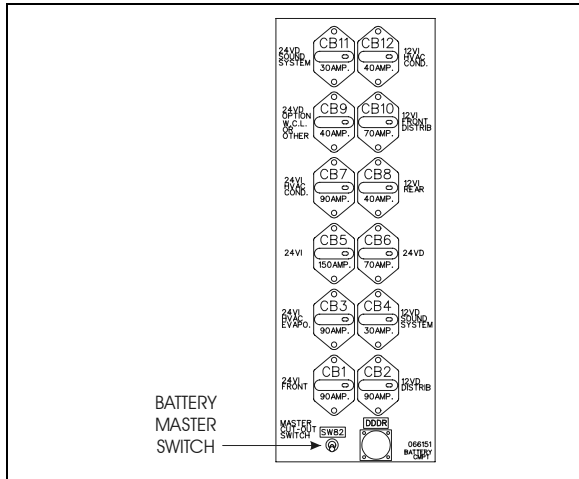 24VD SOUND SYSTEM
CB11
30AMP.
CB12
40AMP.
12VI HVAC COND.
24VD OPTION W.C.L. OR OTHER
CB9
40AMP.
CB10
70AMP.
12VI FRONT DISTRIB
24VI HVAC COND.
CB7
90AMP.
CB8
40AMP.
12VI REAR
24VI
CB5
150AMP.
CB6
70AMP.
24VD
24VI HVAC EVAPO.
CB3
90AMP.
CB4
30AMP.
12VD SOUND SYSTEM
24VI FRONT
CB1
90AMP.
CB2
90AMP.
12VD DISTRIB
BATTERY
MASTER
SWITCH
MASTER
CUT-OUT
SWITCH
SW82
DDDR
066151
BATTERY
CMPT